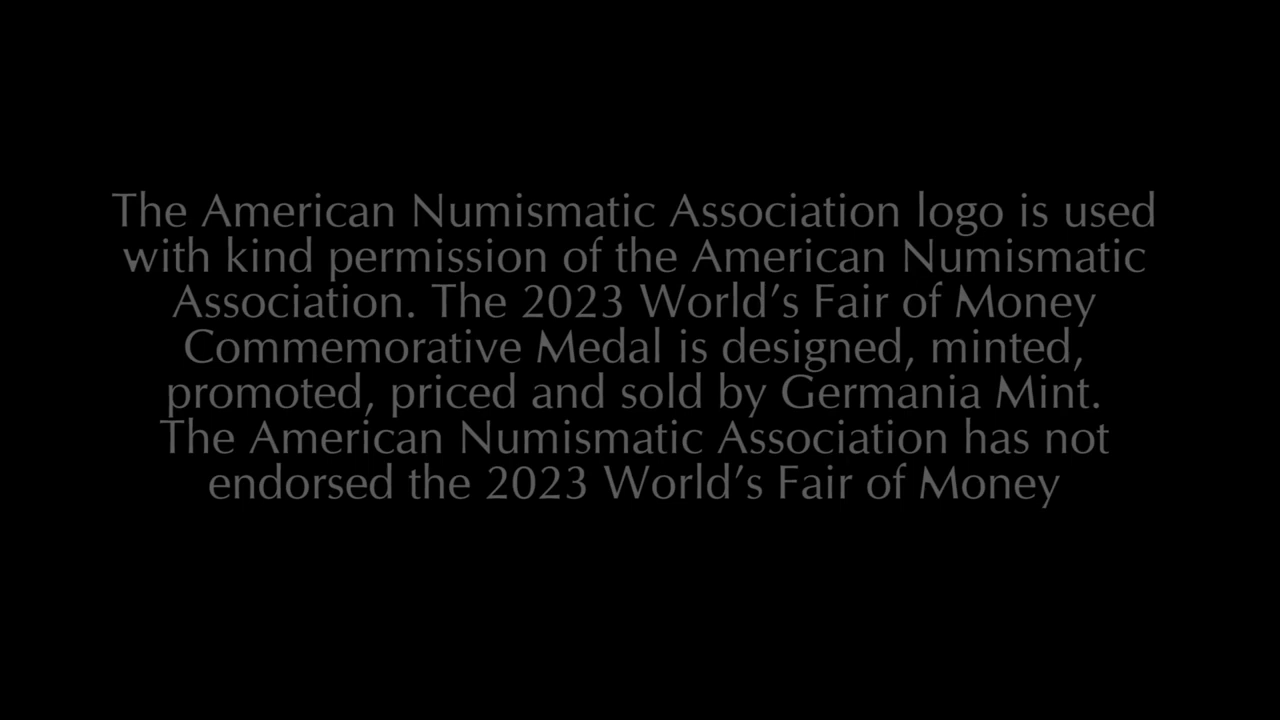 The American Numismatic Association logo is used
with kind permission of the American Numismatic
Association. The 2023 World’s Fair of Money
Commemorative Medal is designed, minted,
promoted, priced and sold by Germania Mint.
The American Numismatic Association has not
endorsed the 2023 World’s Fair of Money